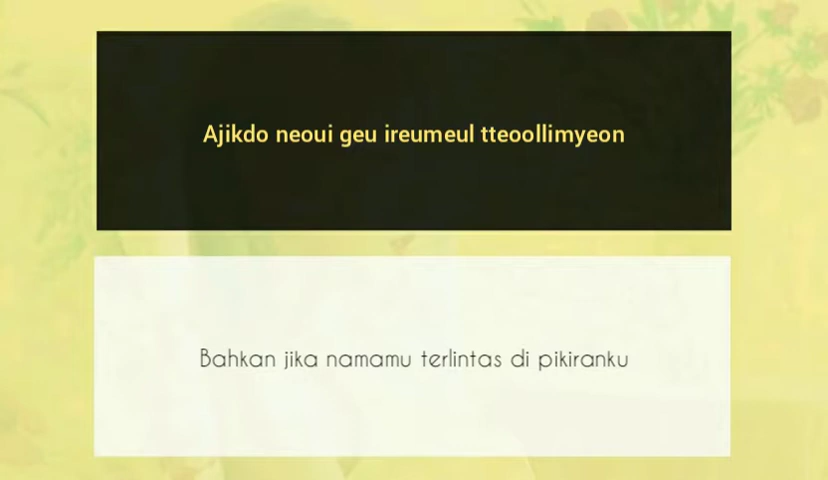 Ajikdo neoui geu ireumeul tteoollimyeon
Bahkan jika namamu terlintas di pikiranku